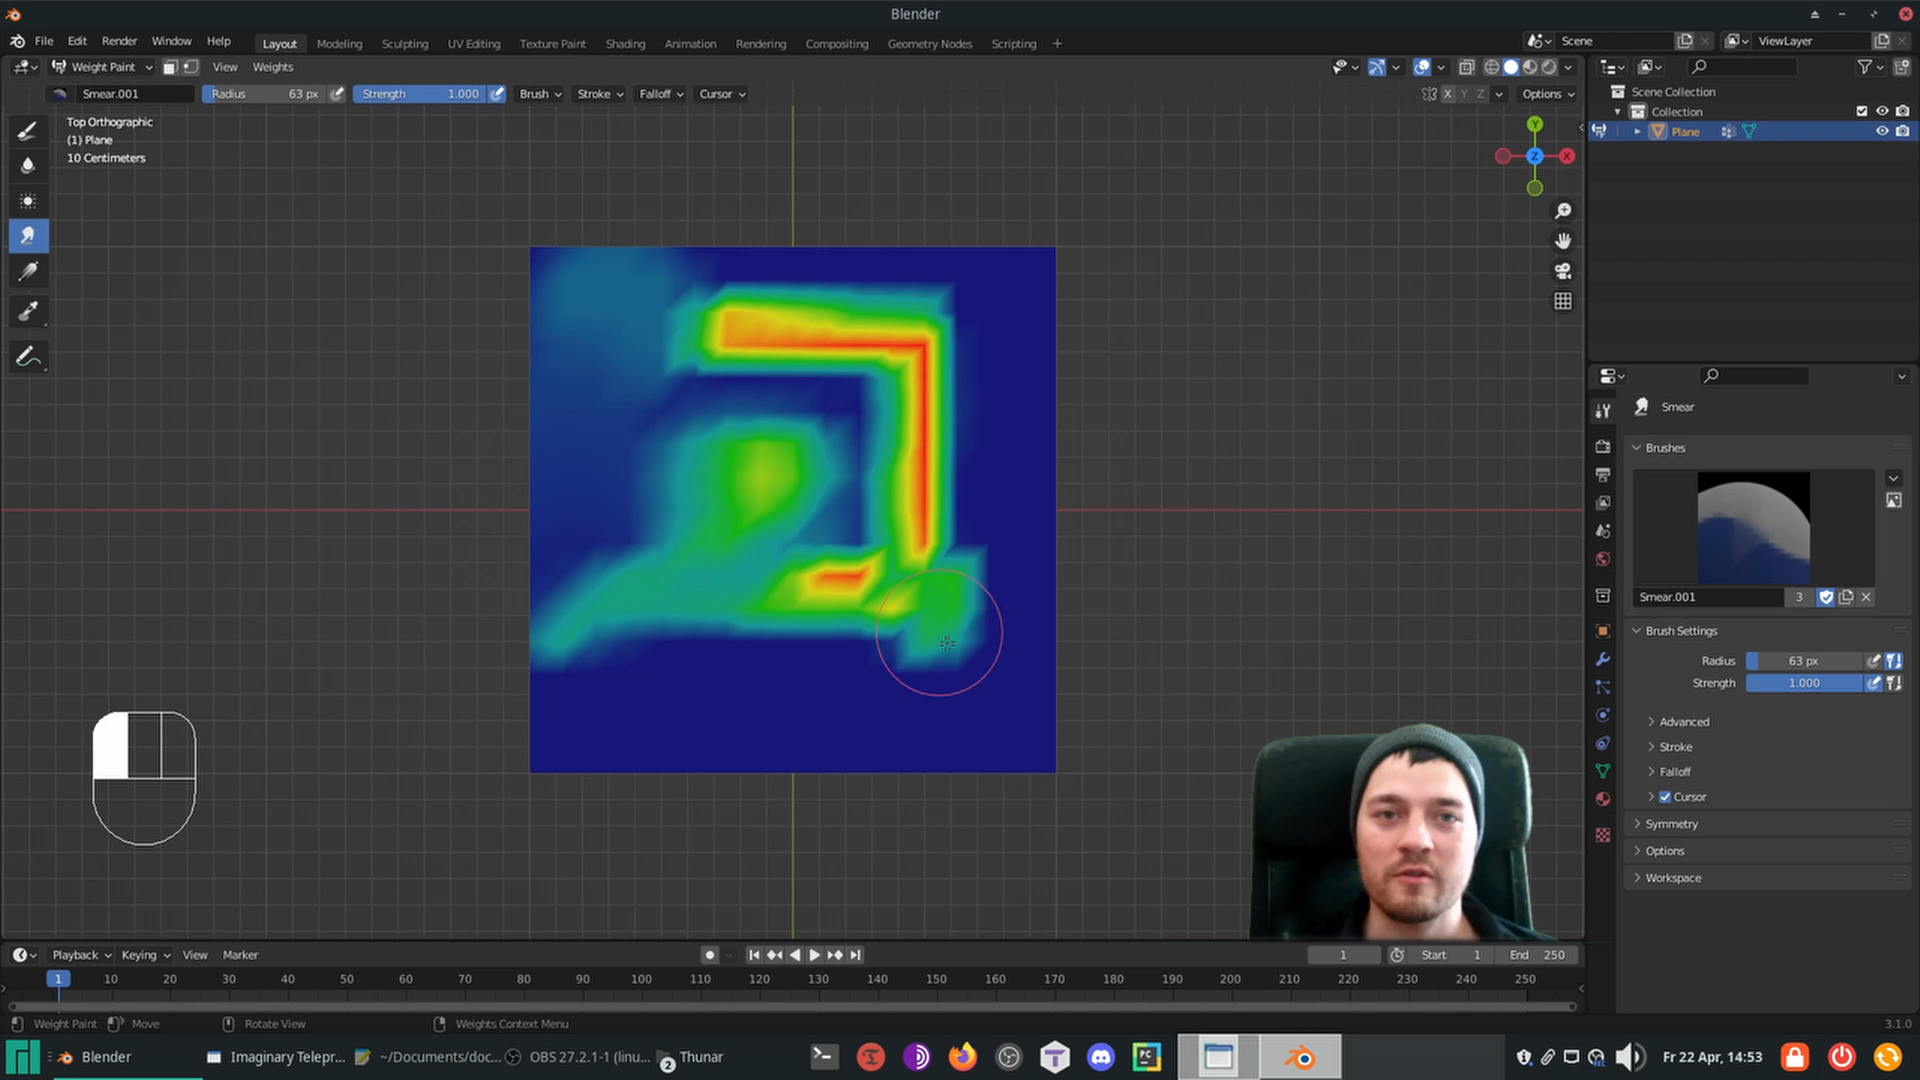 Blender
File Edit Render Window Help Layout Modeling Sculpting UV Editing Texture Paint Shading Animation Rendering Compositing Geometry Nodes Scripting + Scene ViewLayer
Weight Paint View Weights
Smear.001 Radius 63 px Strength 1.000 Brush Stroke Falloff Cursor X Y Z Options
Top Orthographic
(1) Plane
10 Centimeters
Y
Z X
Scene Collection
Collection
Plane
Smear
Brushes
Smear.001 3
Brush Settings
Radius 63 px
Strength 1.000
Advanced
Stroke
Falloff
Cursor
Symmetry
Options
Workspace
Playback Keying View Marker 1 Start 1 End 250
1 10 20 30 40 50 60 70 80 90 100 110 120 130 140 150 160 170 180 190 200 210 220 230 240 250
Weight Paint Move Rotate View Weights Context Menu 3.1.0
Blender Imaginary Telepr... ~/Documents/doc... OBS 27.2.1-1 (linu... 2 Thunar PC Fr 22 Apr, 14:53